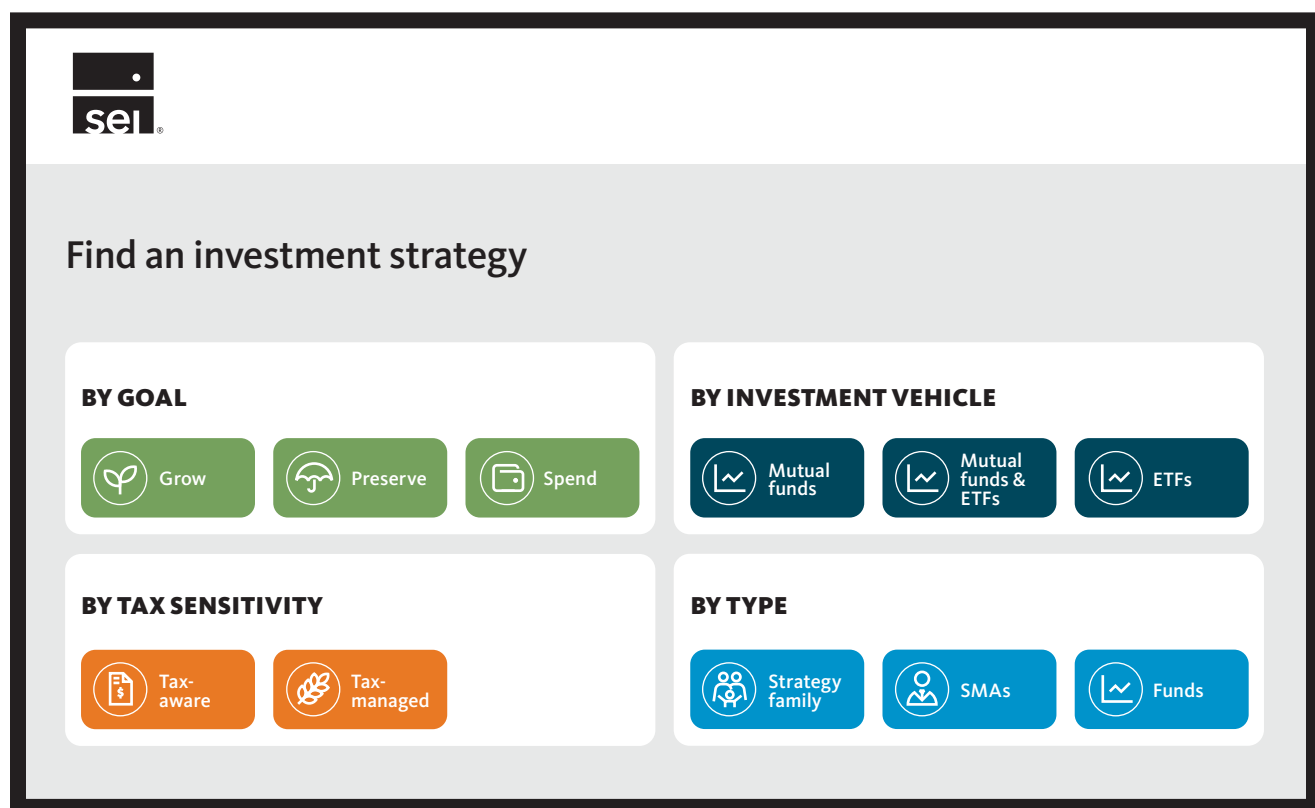 sei®
Find an investment strategy
BY GOAL
Grow
Preserve
Spend
BY INVESTMENT VEHICLE
Mutual
funds
Mutual
funds &
ETFs
ETFs
BY TAX SENSITIVITY
$
Tax-
aware
Tax-
managed
BY TYPE
Strategy
family
SMAs
Funds